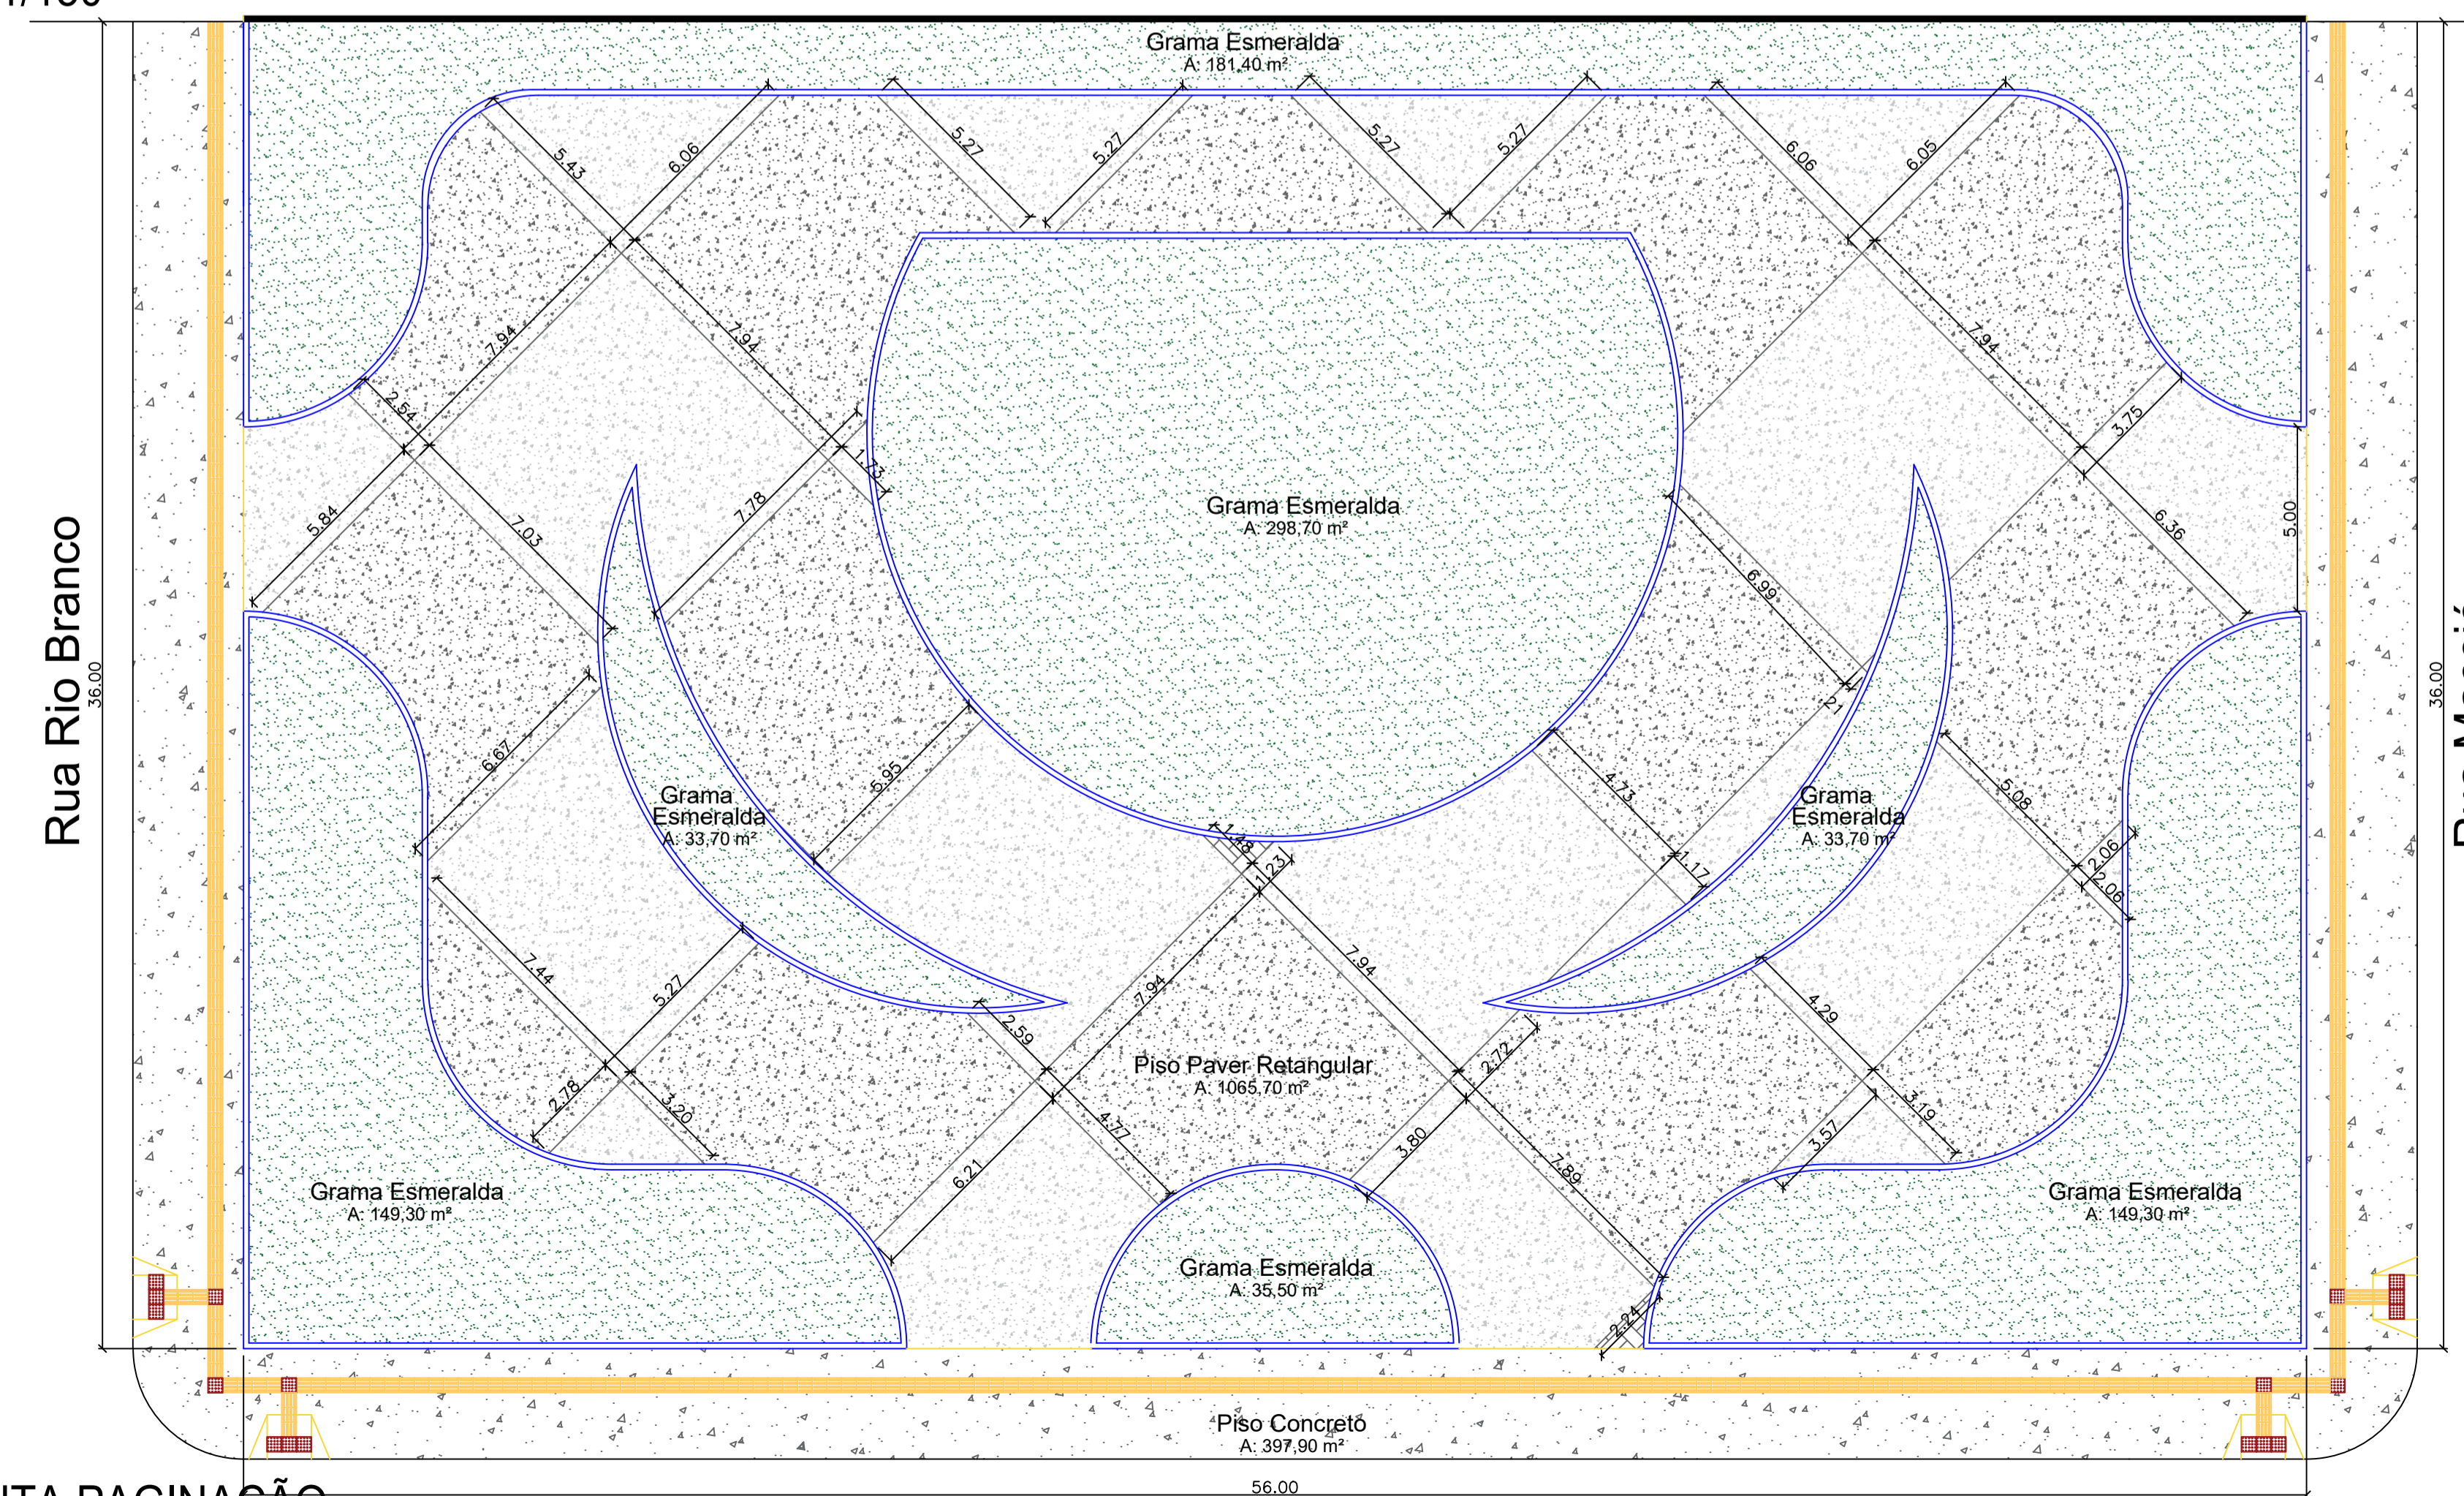 Grama Esmeralda
A: 181,40 m²
5.43
6.06
5.27
5.27
5.27
5.27
6.06
6.05
7.94
7.94
7.94
2.54
3.75
5.84
7.03
7.78
1.73
Grama Esmeralda
A: 298,70 m²
6.99
6.36
5.00
Rua Rio Branco
36.00
36.00
21
6.67
5.95
4.73
5.08
Grama
Esmeralda
A: 33,70 m²
Grama
Esmeralda
A: 33,70 m²
1.48
1.23
1.17
2.06
2.06
7.44
5.27
7.94
7.94
4.29
2.59
2.72
Piso Paver Retangular
A: 1065,70 m²
2.78
3.20
4.77
3.80
3.57
3.19
6.21
7.89
Grama Esmeralda
A: 149,30 m²
Grama Esmeralda
A: 149,30 m²
Grama Esmeralda
A: 35,50 m²
2.24
Piso Concreto
A: 397,90 m²
56.00
PAGINAÇÃO